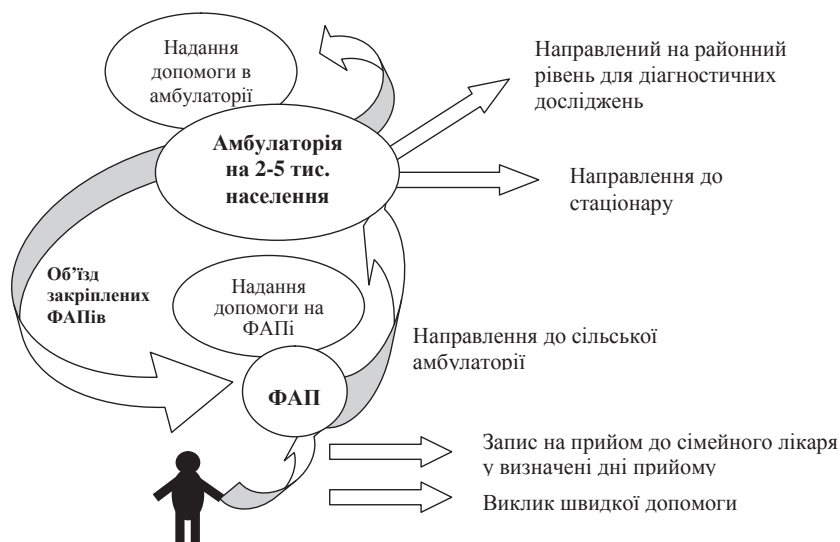 Надання
допомоги в
амбулаторії
Направлений на районний
рівень для діагностичних
досліджень
Амбулаторія
на 2-5 тис.
населення
Направлення до
стаціонару
Об’їзд
закріплених
ФАПів
Надання
допомоги на
ФАПі
Направлення до сільської
амбулаторії
ФАП
Запис на прийом до сімейного лікаря
у визначені дні прийому
Виклик швидкої допомоги